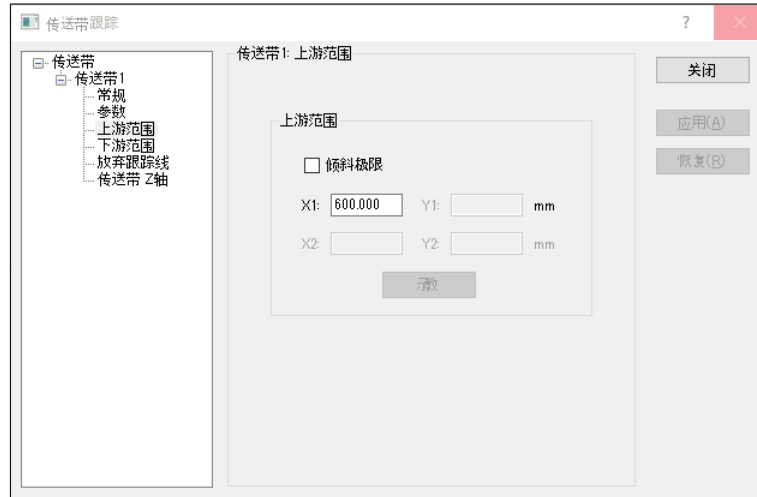 传送带跟踪
?
传送带
传送带1
常规
参数
上游范围
下游范围
放弃跟踪线
传送带 Z轴
传送带1: 上游范围
上游范围
倾斜极限
X1: 600.000 Y1: mm
X2: Y2: mm
示教
关闭
应用(A)
恢复(R)